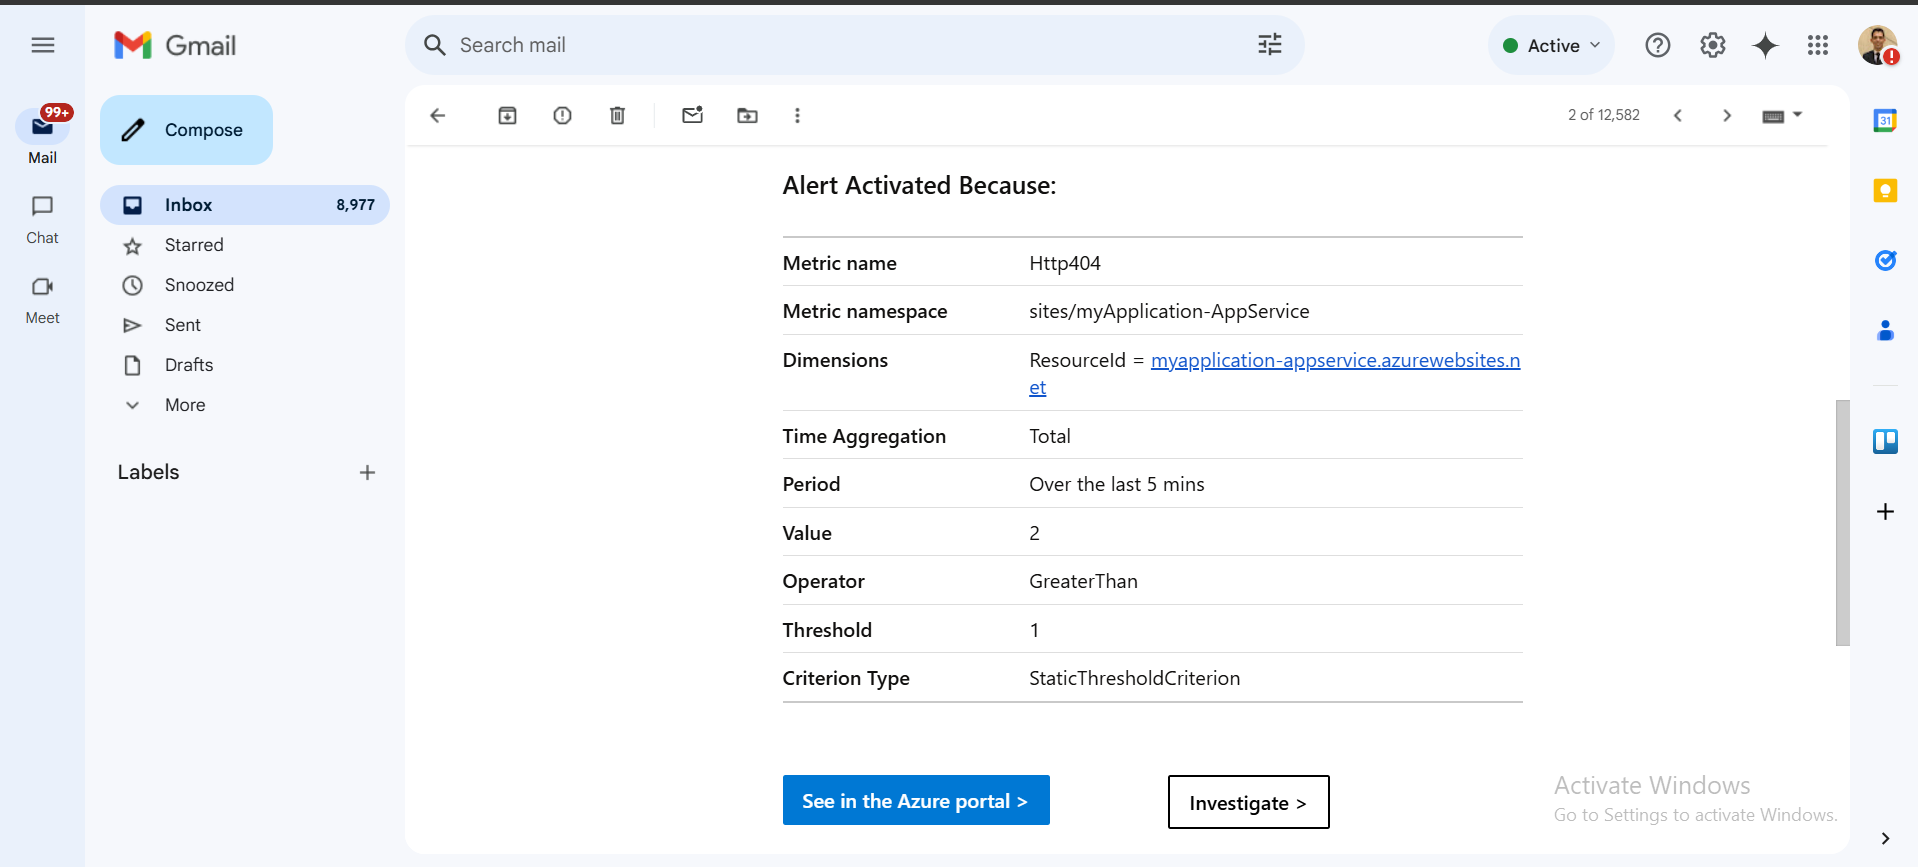 Gmail
Search mail
Active
99+
Mail
Compose
2 of 12,582
31
Inbox 8,977
Chat
Starred
Snoozed
Meet
Sent
Drafts
More
Labels
Alert Activated Because:
Metric name Http404
Metric namespace sites/myApplication-AppService
Dimensions ResourceId = myapplication-appservice.azurewebsites.n
et
Time Aggregation Total
Period Over the last 5 mins
Value 2
Operator GreaterThan
Threshold 1
Criterion Type StaticThresholdCriterion
See in the Azure portal >
Investigate >
Activate Windows
Go to Settings to activate Windows.